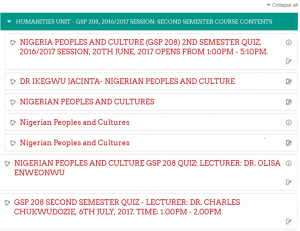 Collapse all
HUMANITIES UNIT - GSP 208, 2016/2017 SESSION: SECOND SEMESTER COURSE CONTENTS
NIGERIA PEOPLES AND CULTURE (GSP 208) 2ND SEMESTER QUIZ,
2016/2017 SESSION, 20TH JUNE, 2017 OPENS FROM 1:00PM - 5:10PM.
DR IKEGWU JACINTA- NIGERIAN PEOPLES AND CULTURE
NIGERIAN PEOPLES AND CULTURES
Nigerian Peoples and Cultures
Nigerian Peoples and Cultures
NIGERIAN PEOPLES AND CULTURE GSP 208 QUIZ: LECTURER: DR. OLISA
ENWEONWU
GSP 208 SECOND SEMESTER QUIZ - LECTURER: DR. CHARLES
CHUKWUDOZIE, 6TH JULY, 2017. TIME: 1.00PM - 2.00PM